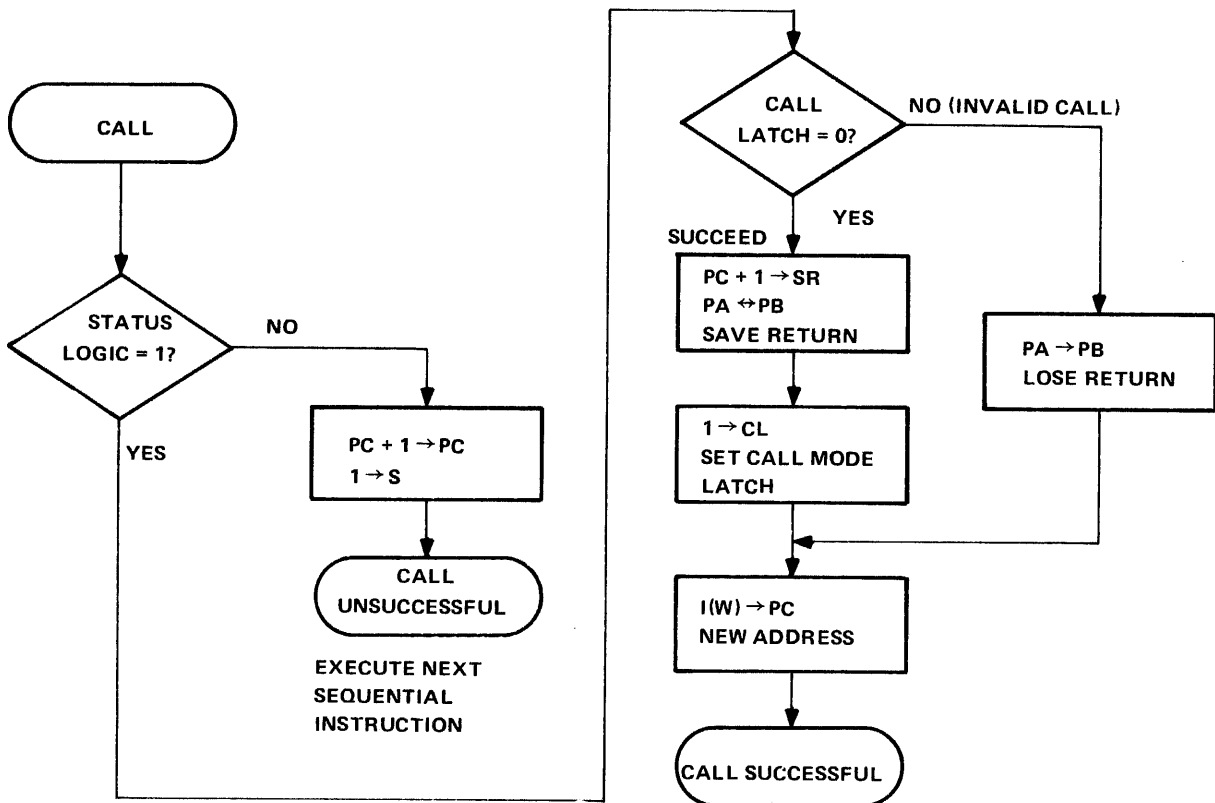 CALL
STATUS
LOGIC = 1?
NO
YES
PC + 1 → PC
1 → S
CALL
UNSUCCESSFUL
EXECUTE NEXT
SEQUENTIAL
INSTRUCTION
CALL
LATCH = 0?
NO (INVALID CALL)
YES
SUCCEED
PC + 1 → SR
PA ↔ PB
SAVE RETURN
PA → PB
LOSE RETURN
1 → CL
SET CALL MODE
LATCH
I(W) → PC
NEW ADDRESS
CALL SUCCESSFUL